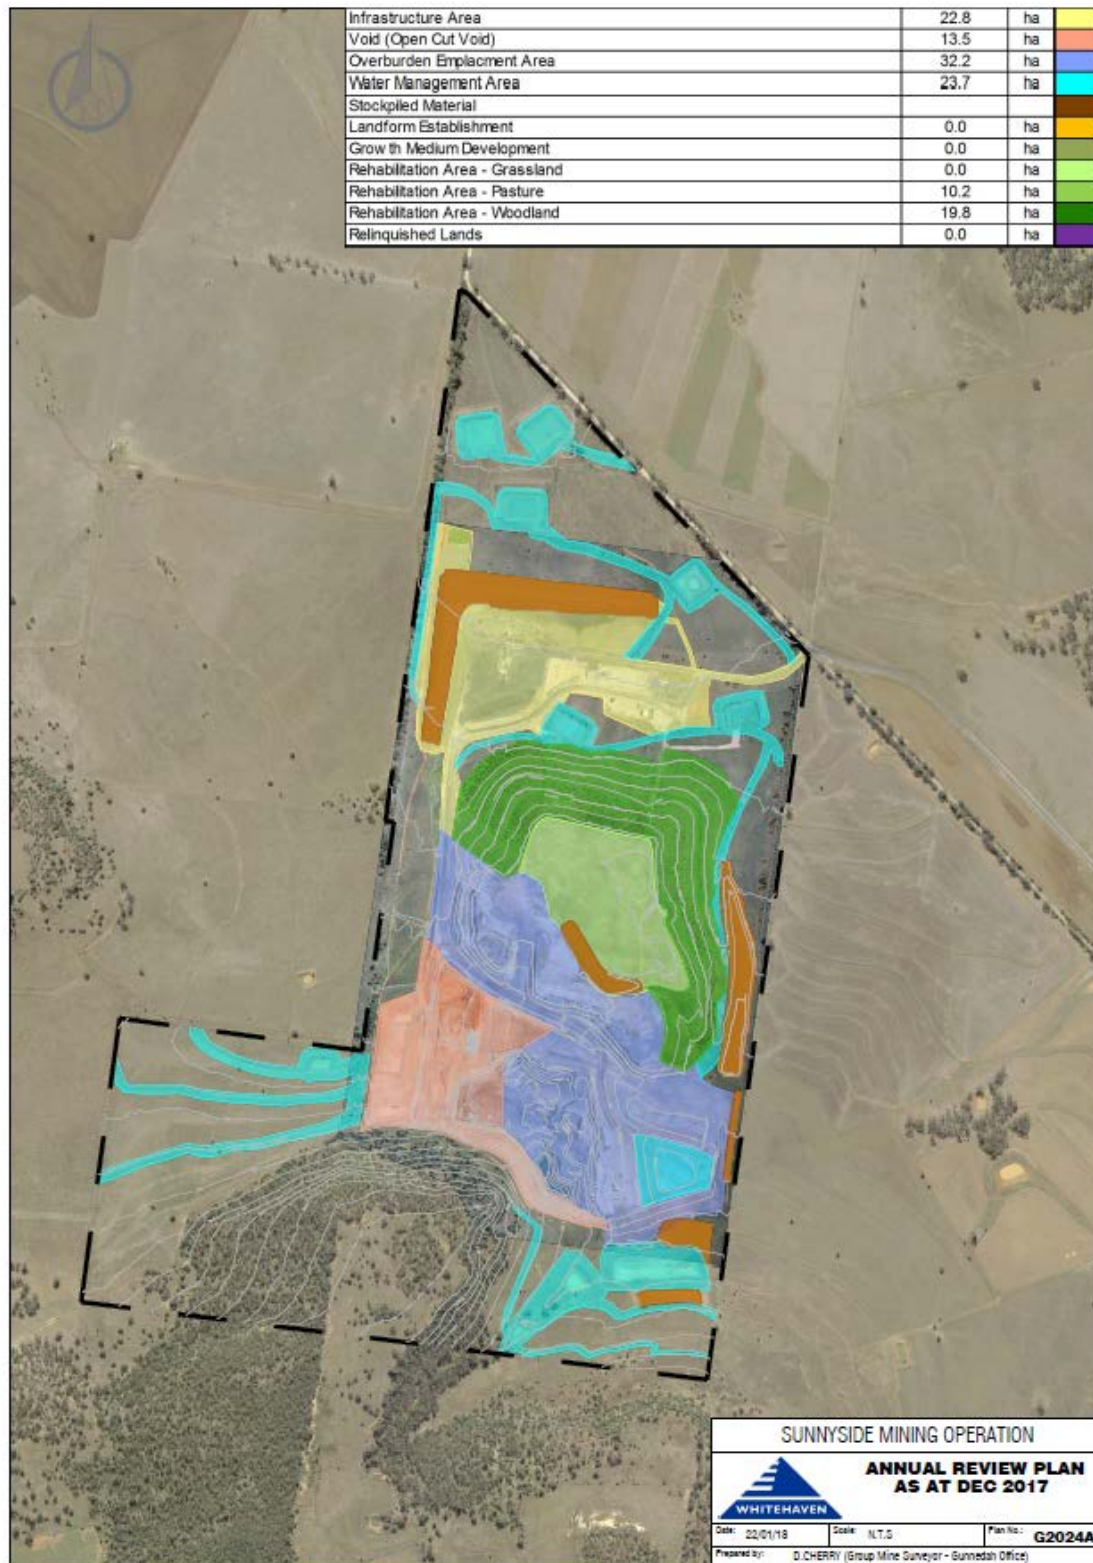 Infrastructure Area 22.8 ha
Void (Open Cut Void) 13.5 ha
Overburden Emplacment Area 32.2 ha
Water Management Area 23.7 ha
Stockpiled Material
Landform Establishment 0.0 ha
Growth Medium Development 0.0 ha
Rehabilitation Area - Grassland 0.0 ha
Rehabilitation Area - Pasture 10.2 ha
Rehabilitation Area - Woodland 19.8 ha
Relinquished Lands 0.0 ha
SUNNYSIDE MINING OPERATION
WHITEHAVEN
ANNUAL REVIEW PLAN
AS AT DEC 2017
Date: 22/01/18 Scale: N.T.S Plan No.: G2024A
Prepared by: D.CHERRY (Group Mine Surveyor - Gunnedah Office)